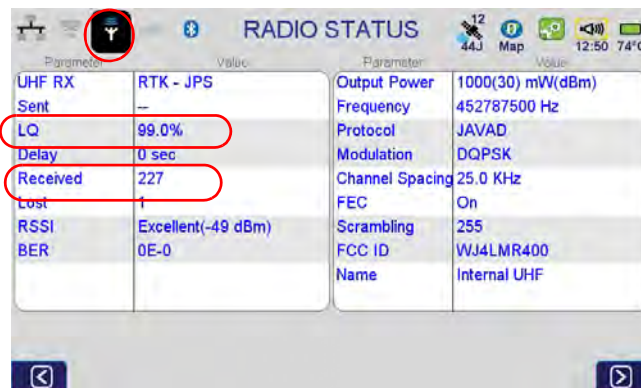 RADIO STATUS
12
44J
Map
12:50 74°C
Parameter Value Parameter Value
UHF RX RTK - JPS Output Power 1000(30) mW(dBm)
Sent -- Frequency 452787500 Hz
LQ 99.0% Protocol JAVAD
Delay 0 sec Modulation DQPSK
Received 227 Channel Spacing 25.0 KHz
Lost 1 FEC On
RSSI Excellent(-49 dBm) Scrambling 255
BER 0E-0 FCC ID WJ4LMR400
Name Internal UHF